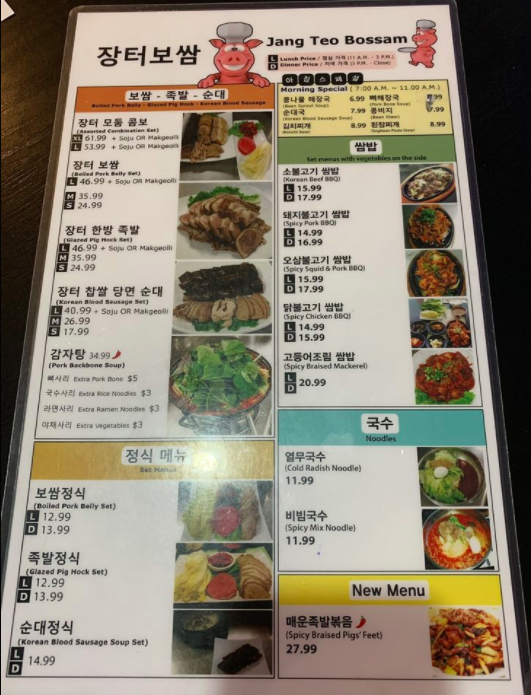 장터보쌈
Jang Teo Bossam
L Lunch Price / 점심 가격 (11 A.M. - 3 P.M.)
D Dinner Price / 저녁 가격 (3 P.M. - Close)
보쌈 - 족발 - 순대
Boiled Pork Belly - Glazed Pig Hock - Korean Blood Sausage
장터 모둠 콤보
(Assorted Combination Set)
XL 61.99 + Soju OR Makgeolli
L 53.99 + Soju OR Makgeolli
장터 보쌈
(Boiled Pork Belly Set)
L 46.99 + Soju OR Makgeolli
M 35.99
S 24.99
장터 한방 족발
(Glazed Pig Hock Set)
L 46.99 + Soju OR Makgeolli
M 35.99
S 24.99
장터 찹쌀 당면 순대
(Korean Blood Sausage Set)
L 40.99 + Soju OR Makgeolli
M 26.99
S 17.99
감자탕 34.99
(Pork Backbone Soup)
뼈사리 Extra Pork Bone $5
국수사리 Extra Rice Noodles $3
라면사리 Extra Ramen Noodles $3
야채사리 Extra Vegetables $3
정식 메뉴
Set Menus
보쌈정식
(Boiled Pork Belly Set)
L 12.99
D 13.99
족발정식
(Glazed Pig Hock Set)
L 12.99
D 13.99
순대정식
(Korean Blood Sausage Soup Set)
L
D 14.99
Morning Special ( 7:00 A.M. ~ 11.00 A.M.)
콩나물 해장국 6.99 뼈해장국
(Bean Sprout Soup) (Pork Bone Soup)
순대국 7.99 콩비지
(Korean Blood Sausage Soup) (Bean Stew)
김치찌개 8.99 된장찌개 8.99
(Kimchi Stew) (Soybean Paste Stew)
쌈밥
Set menus with vegetables on the side
소불고기 쌈밥
(Korean Beef BBQ)
L 15.99
D 17.99
돼지불고기 쌈밥
(Spicy Pork BBQ)
L 14.99
D 16.99
오삼불고기 쌈밥
(Spicy Squid & Pork BBQ)
L 15.99
D 17.99
닭불고기 쌈밥
(Spicy Chicken BBQ)
L 14.99
D 15.99
고등어조림 쌈밥
(Spicy Braised Mackerel)
L
D 20.99
국수
Noodles
열무국수
(Cold Radish Noodle)
11.99
비빔국수
(Spicy Mix Noodle)
11.99
New Menu
매운족발볶음
(Spicy Braised Pigs' Feet)
27.99